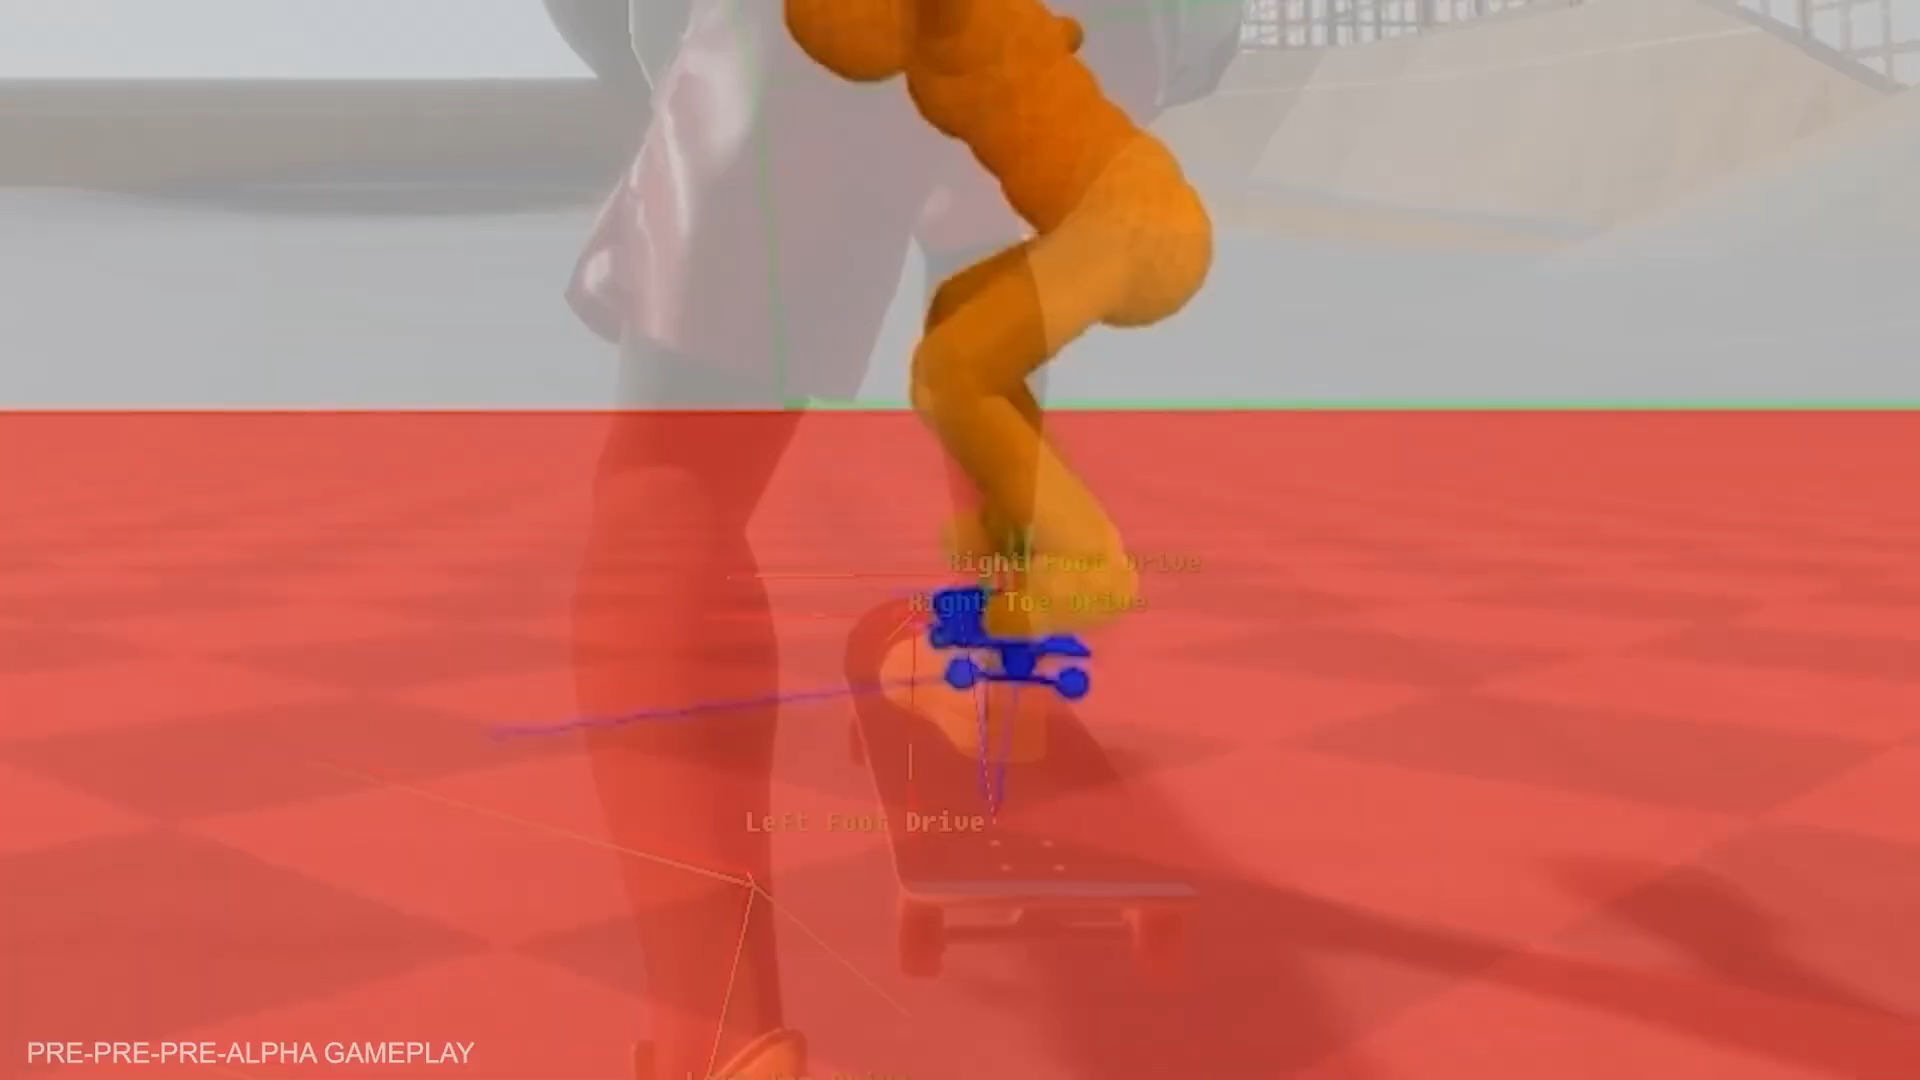 Right Foot Drive
Right Toe Drive
Left Foot Drive
PRE-PRE-PRE-ALPHA GAMEPLAY